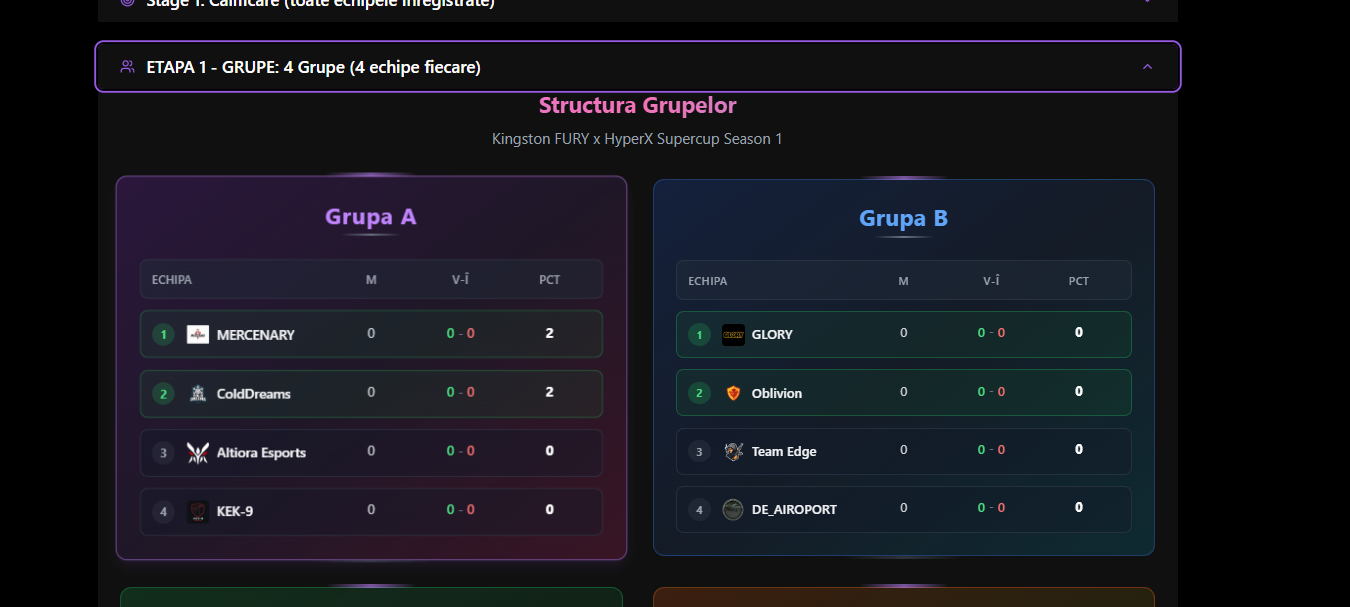 Stage 1: Calificare (toate echipele înregistrate)
ETAPA 1 - GRUPE: 4 Grupe (4 echipe fiecare)
Structura Grupelor
Kingston FURY x HyperX Supercup Season 1
Grupa A
ECHIPA M V-Î PCT
1 MERCENARY 0 0 - 0 2
2 ColdDreams 0 0 - 0 2
3 Altiora Esports 0 0 - 0 0
4 KEK-9 0 0 - 0 0
Grupa B
ECHIPA M V-Î PCT
1 GLORY 0 0 - 0 0
2 Oblivion 0 0 - 0 0
3 Team Edge 0 0 - 0 0
4 DE_AIROPORT 0 0 - 0 0